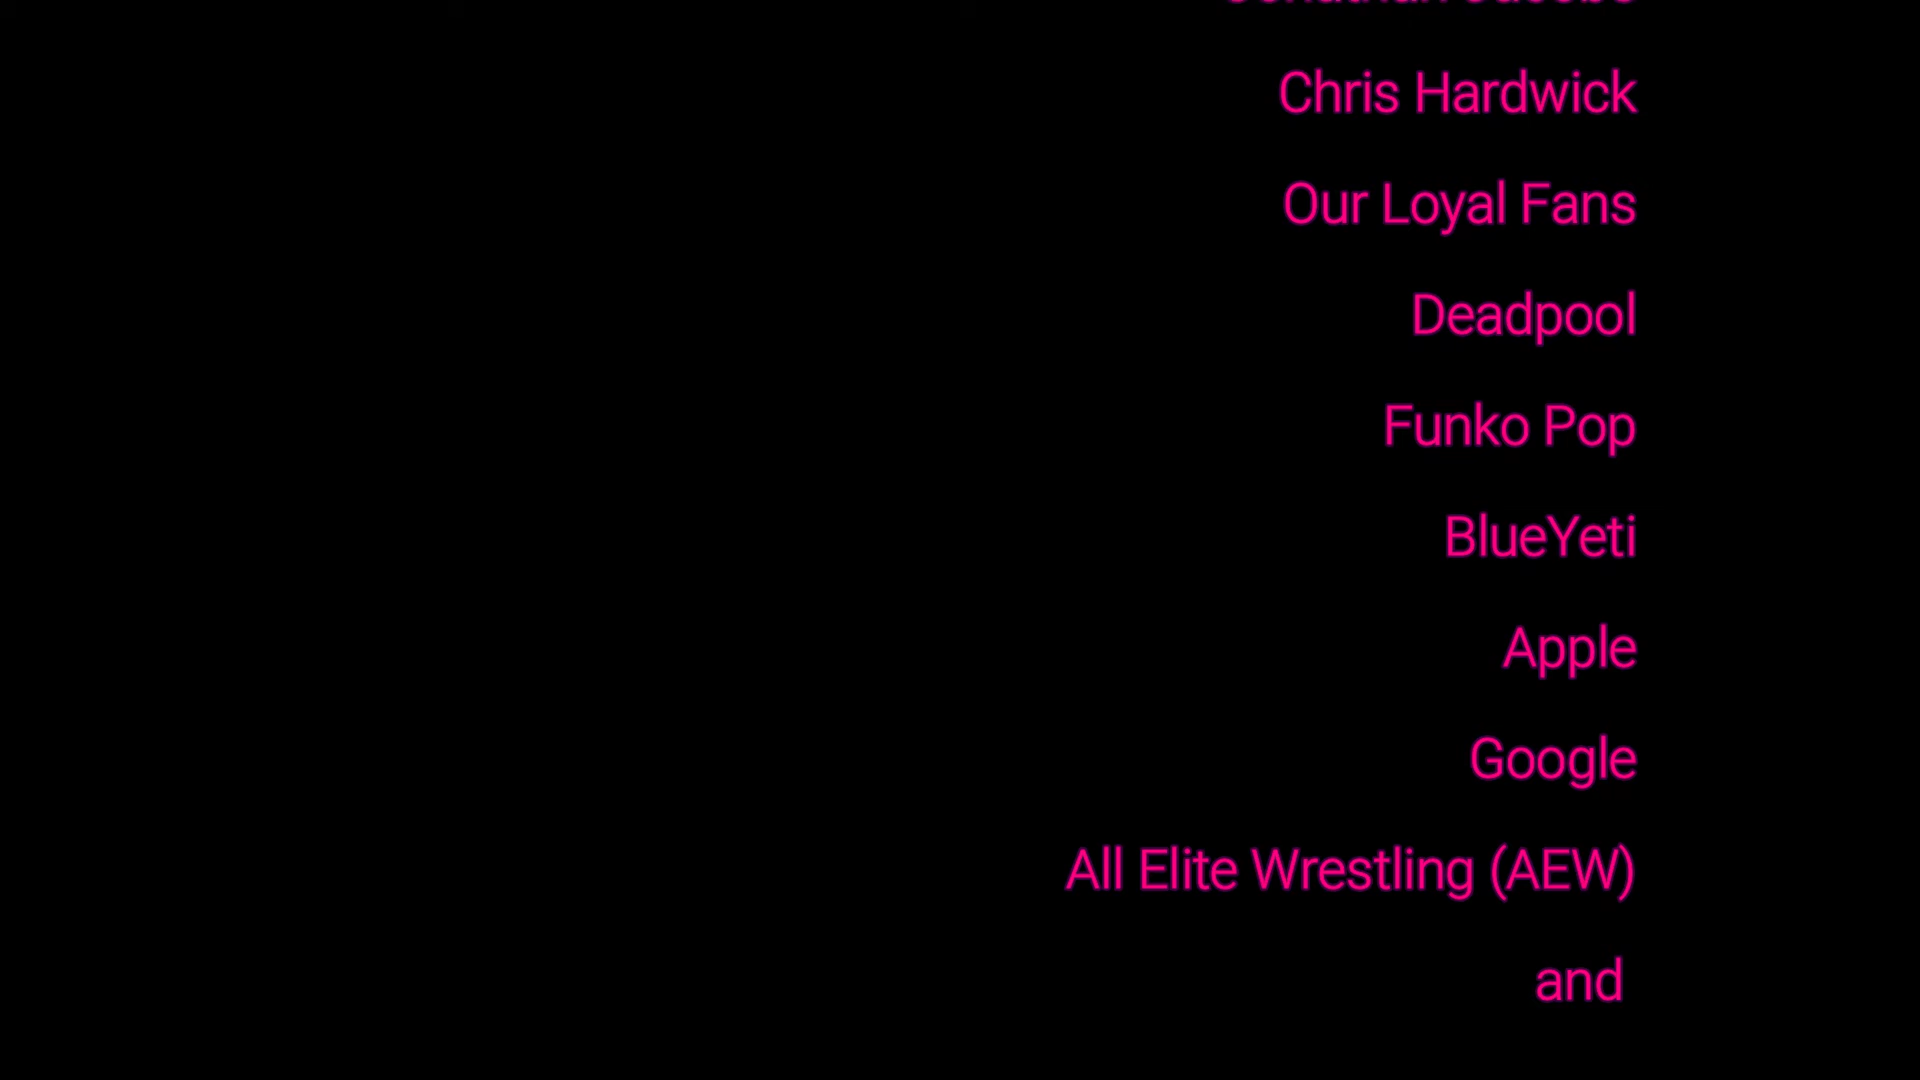 Chris Hardwick
Our Loyal Fans
Deadpool
Funko Pop
BlueYeti
Apple
Google
All Elite Wrestling (AEW)
and